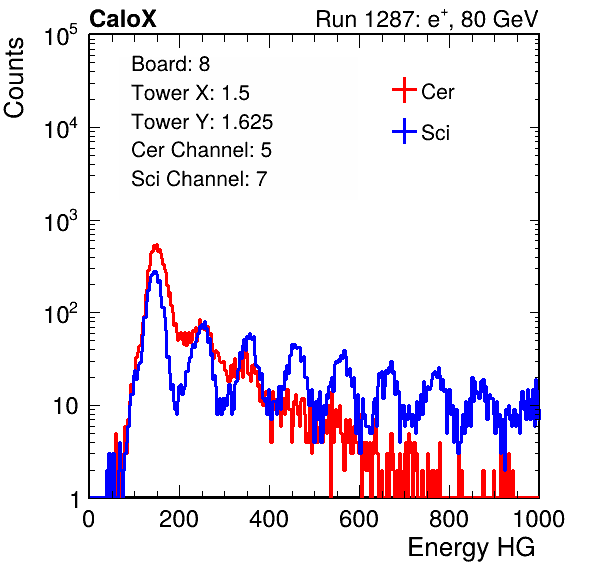 CaloX Run 1287: e⁺, 80 GeV
Counts
Board: 8
Tower X: 1.5
Tower Y: 1.625
Cer Channel: 5
Sci Channel: 7
Cer
Sci
10⁵
10⁴
10³
10²
10
1
0 200 400 600 800 1000
Energy HG